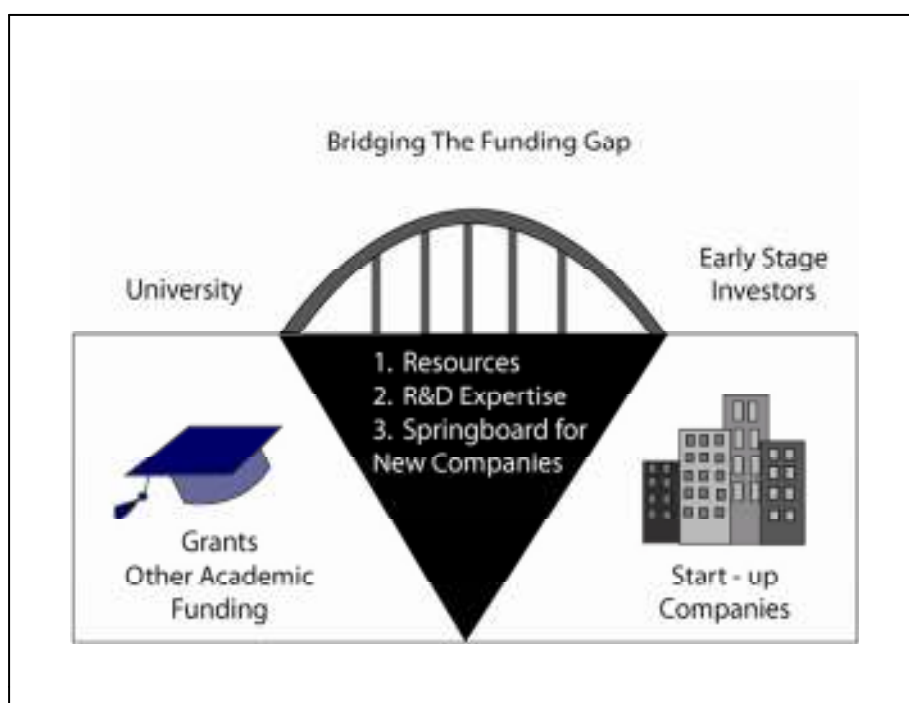 Bridging The Funding Gap
University
Early Stage
Investors
1. Resources
2. R&D Expertise
3. Springboard for
New Companies
Grants
Other Academic
Funding
Start - up
Companies